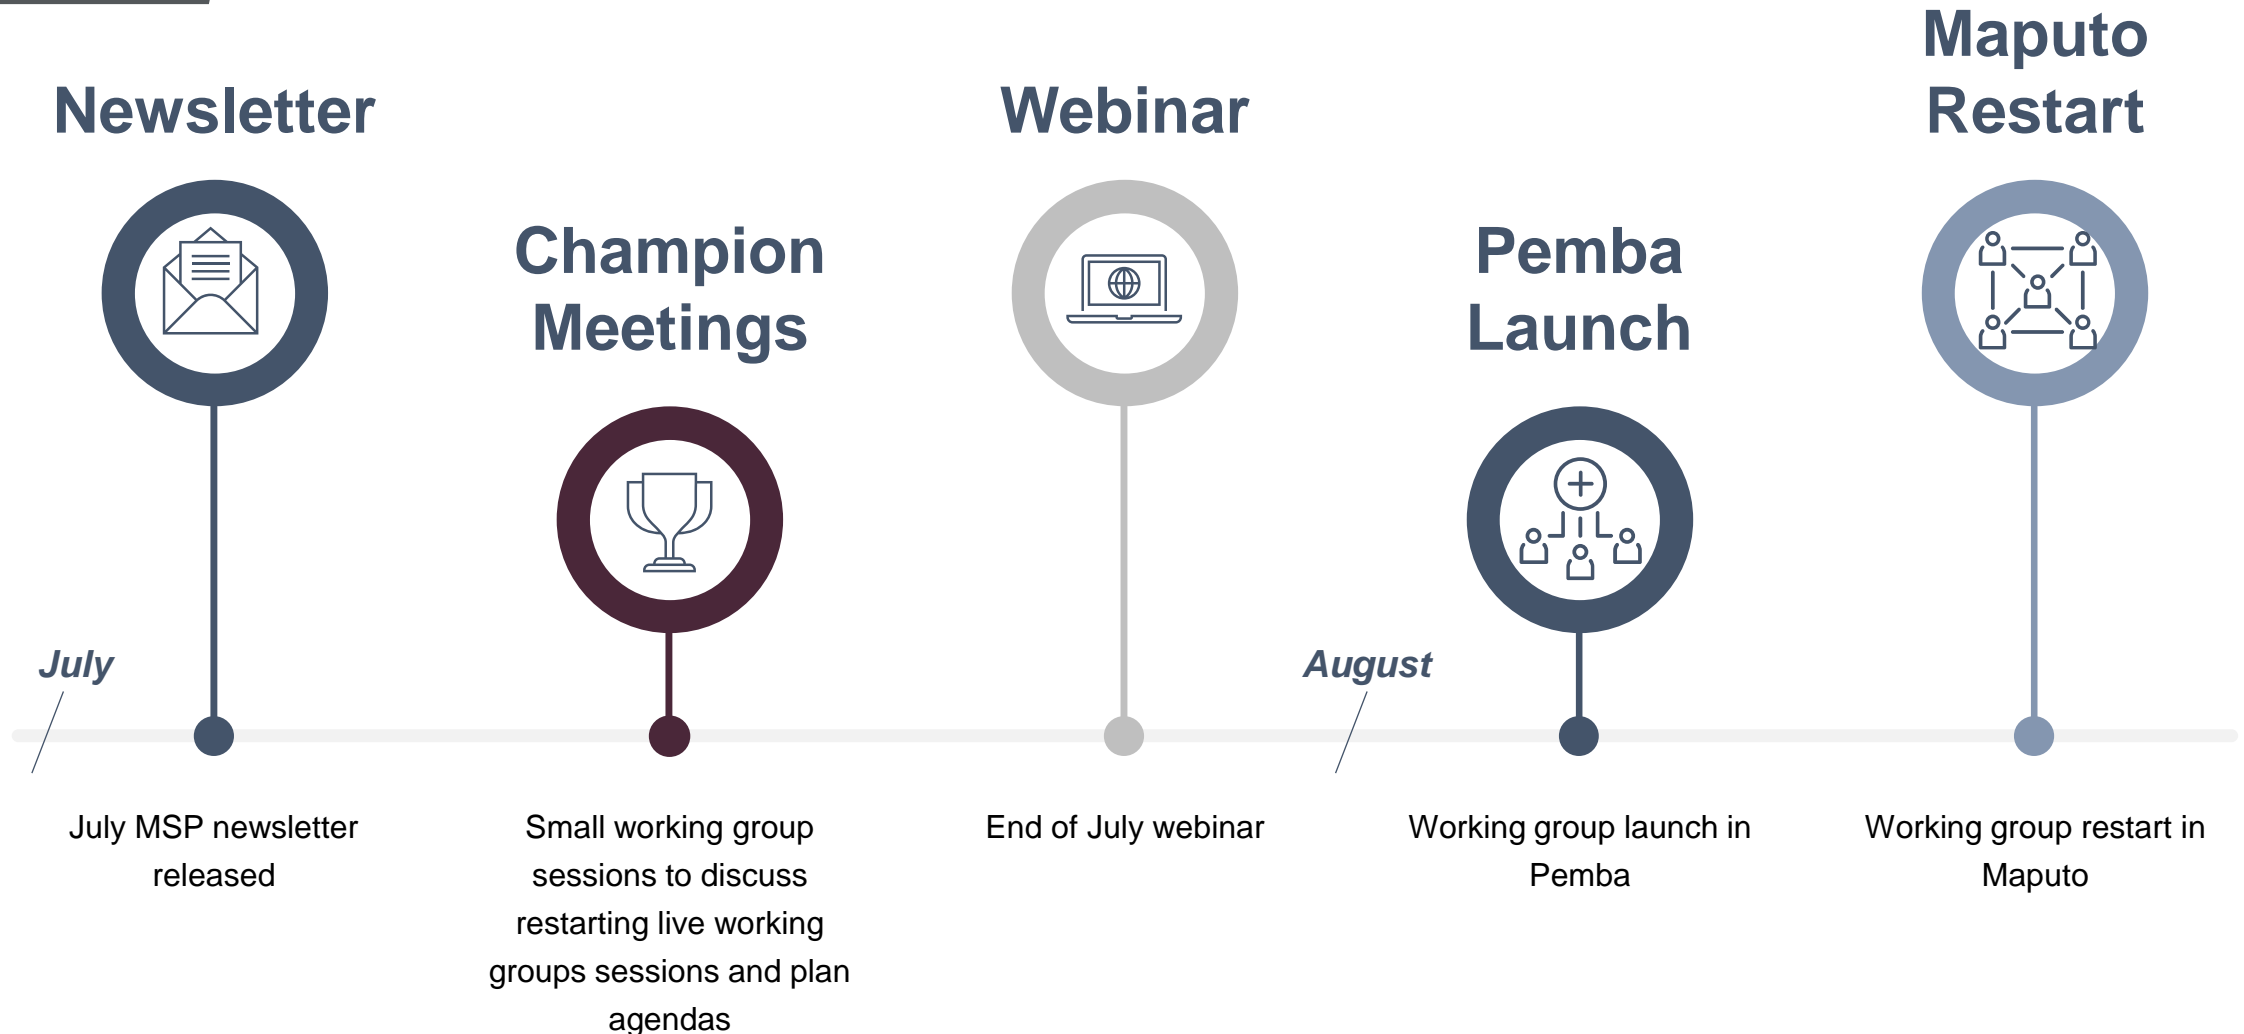 Newsletter
July MSP newsletter
released
Champion
Meetings
Small working group
sessions to discuss
restarting live working
groups sessions and plan
agendas
Webinar
End of July webinar
Pemba
Launch
Working group launch in
Pemba
Maputo
Restart
Working group restart in
Maputo
July
August